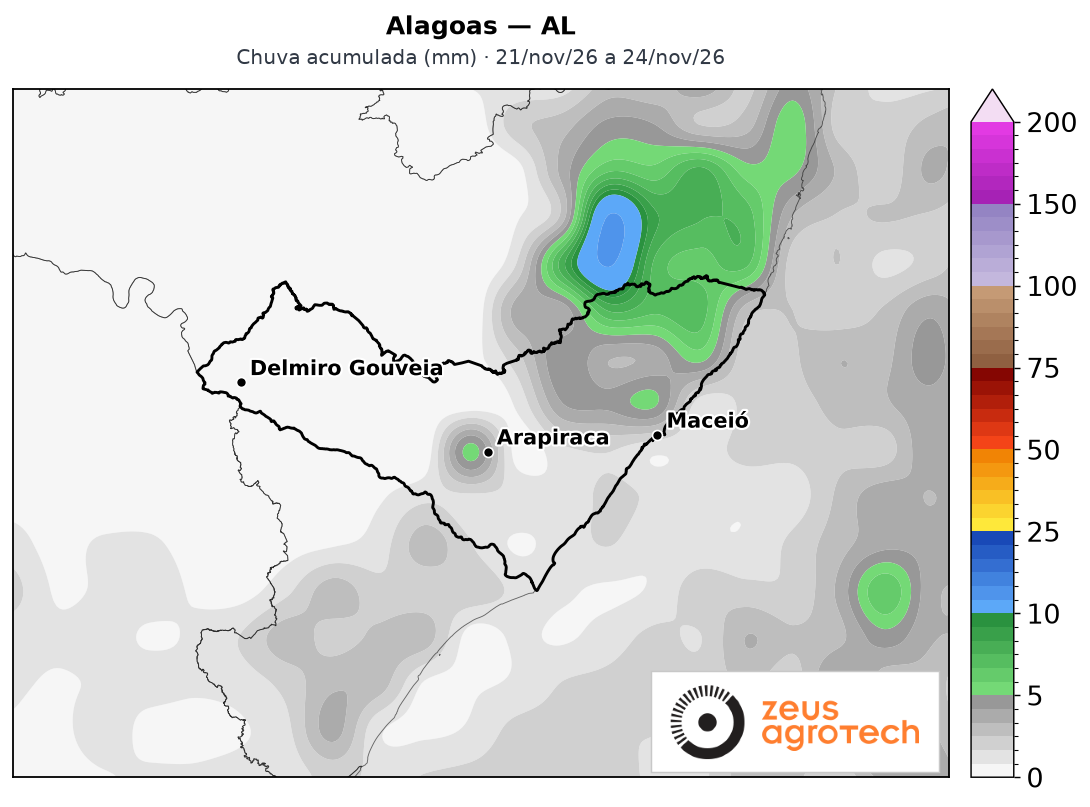 Alagoas — AL
Chuva acumulada (mm) · 21/nov/26 a 24/nov/26
200
150
100
75
50
25
10
5
0
Delmiro Gouveia
Maceió
Arapiraca
zeus
agrotech